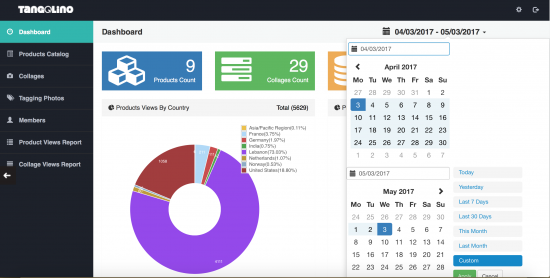 TANQQLINO
Dashboard
Products Catalog
Collages
Tagging Photos
Members
Product Views Report
Collage Views Report
Dashboard
04/03/2017 - 05/03/2017
9
Products Count
29
Collages Count
Products Views By Country
Total (5629)
Asia/Pacific Region(0.11%)
France(3.75%)
Germany(1.97%)
India(0.75%)
Lebanon(73.03%)
Netherlands(1.07%)
Norway(0.53%)
United States(18.80%)
04/03/2017
April 2017
Mo Tu We Th Fr Sa Su
27 28 29 30 31 1 2
3 4 5 6 7 8 9
10 11 12 13 14 15 16
17 18 19 20 21 22 23
24 25 26 27 28 29 30
1 2 3 4 5 6 7
05/03/2017
May 2017
Mo Tu We Th Fr Sa Su
24 25 26 27 28 29 30
1 2 3 4 5 6 7
8 9 10 11 12 13 14
15 16 17 18 19 20 21
22 23 24 25 26 27 28
Today
Yesterday
Last 7 Days
Last 30 Days
This Month
Last Month
Custom
Apply
Cancel